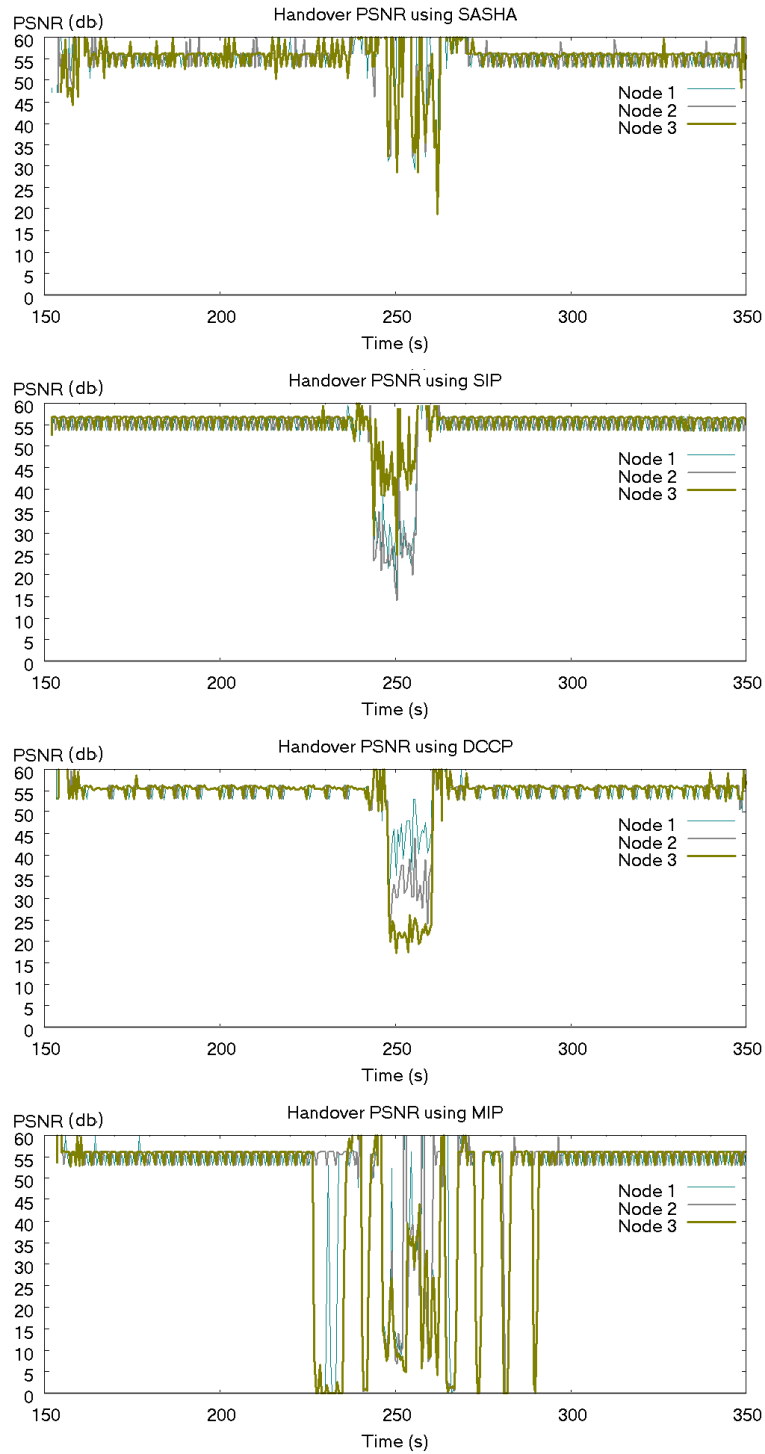 Handover PSNR using SASHA
PSNR (db)
60
55
50
45
40
35
30
25
20
15
10
5
0
Node 1
Node 2
Node 3
150 200 250 300 350
Time (s)
Handover PSNR using SIP
PSNR (db)
60
55
50
45
40
35
30
25
20
15
10
5
0
Node 1
Node 2
Node 3
150 200 250 300 350
Time (s)
Handover PSNR using DCCP
PSNR (db)
60
55
50
45
40
35
30
25
20
15
10
5
0
Node 1
Node 2
Node 3
150 200 250 300 350
Time (s)
Handover PSNR using MIP
PSNR (db)
60
55
50
45
40
35
30
25
20
15
10
5
0
Node 1
Node 2
Node 3
150 200 250 300 350
Time (s)